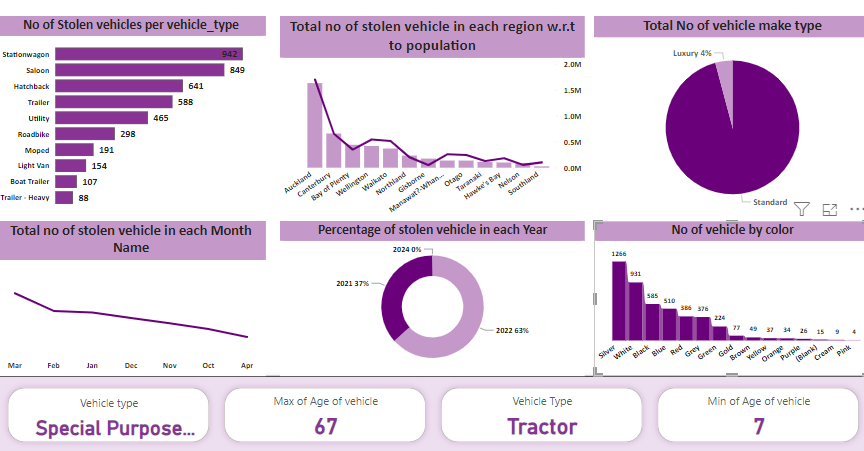 No of Stolen vehicles per vehicle_type
Stationwagon 942
Saloon 849
Hatchback 641
Trailer 588
Utility 465
Roadbike 298
Moped 191
Light Van 154
Boat Trailer 107
Trailer - Heavy 88
Total no of stolen vehicle in each region w.r.t
to population
2.0M
1.5M
1.0M
0.5M
0.0M
Auckland
Canterbury
Bay of Plenty
Wellington
Waikato
Northland
Gisborne
Manawat?-Whan...
Otago
Taranaki
Hawke's Bay
Nelson
Southland
Total No of vehicle make type
Luxury 4%
Standard
Total no of stolen vehicle in each Month
Name
Mar Feb Jan Dec Nov Oct Apr
Percentage of stolen vehicle in each Year
2024 0%
2021 37%
2022 63%
No of vehicle by color
1266
931
585
510
386
376
224
77
49
37
34
26
15
9
4
Silver
White
Black
Blue
Red
Grey
Green
Gold
Brown
Yellow
Orange
Purple
(Blank)
Cream
Pink
Vehicle type
Special Purpose...
Max of Age of vehicle
67
Vehicle Type
Tractor
Min of Age of vehicle
7